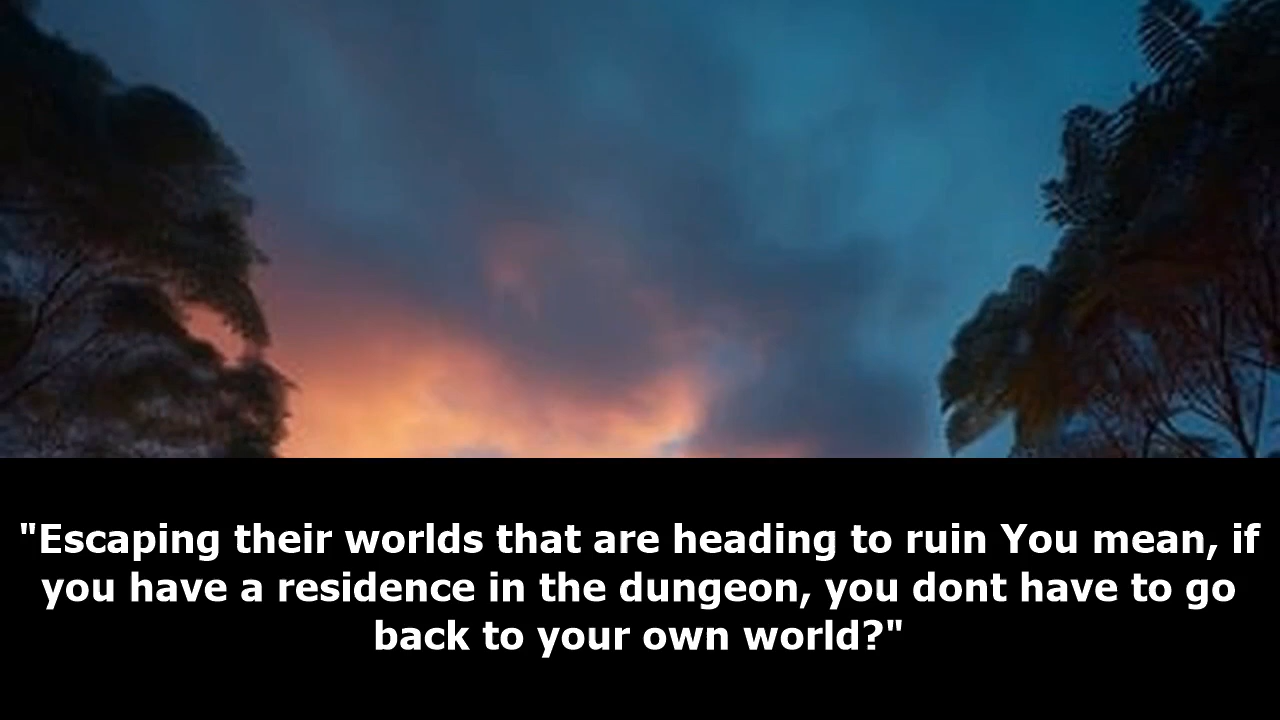 "Escaping their worlds that are heading to ruin You mean, if
you have a residence in the dungeon, you dont have to go
back to your own world?"